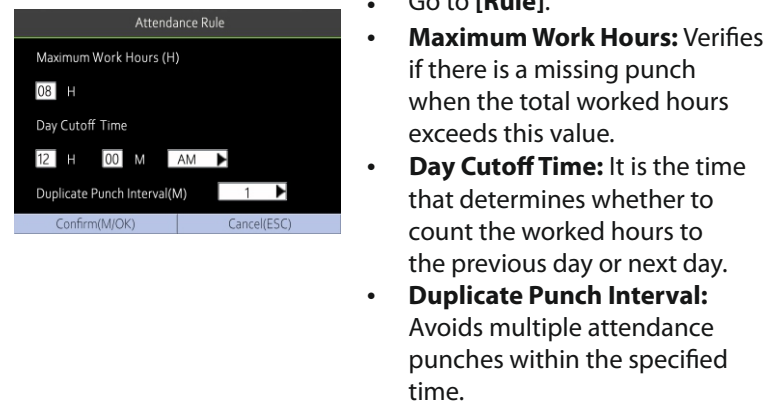 Attendance Rule
Maximum Work Hours (H)
08 H
Day Cutoff Time
12 H 00 M AM
Duplicate Punch Interval(M) 1
Confirm(M/OK) Cancel(ESC)
• Go to [Rule].
• Maximum Work Hours: Verifies
if there is a missing punch
when the total worked hours
exceeds this value.
• Day Cutoff Time: It is the time
that determines whether to
count the worked hours to
the previous day or next day.
• Duplicate Punch Interval:
Avoids multiple attendance
punches within the specified
time.